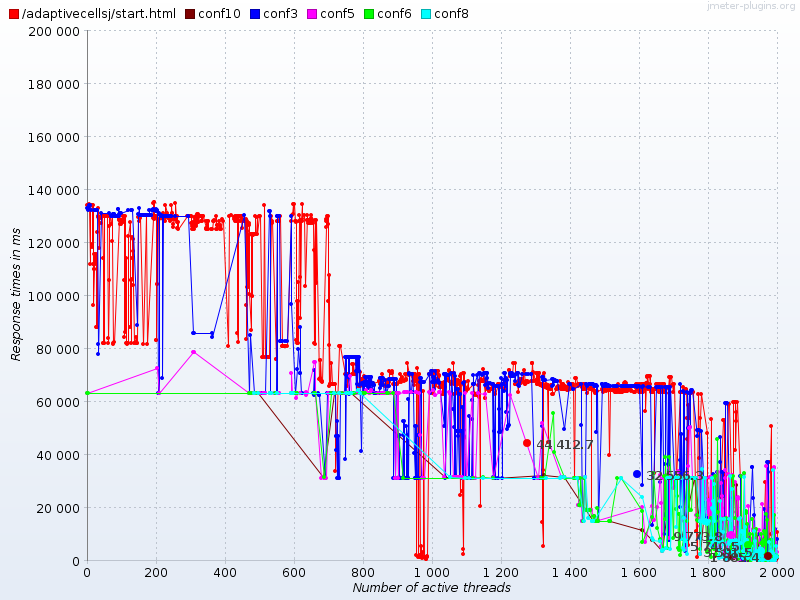 /adaptivecellsj/start.html conf10 conf3 conf5 conf6 conf8
jmeter-plugins.org
200 000
180 000
160 000
140 000
120 000
100 000
80 000
60 000
40 000
20 000
0
Response times in ms
44 412.7
9 773.8
0 200 400 600 800 1 000 1 200 1 400 1 600 1 800 2 000
Number of active threads